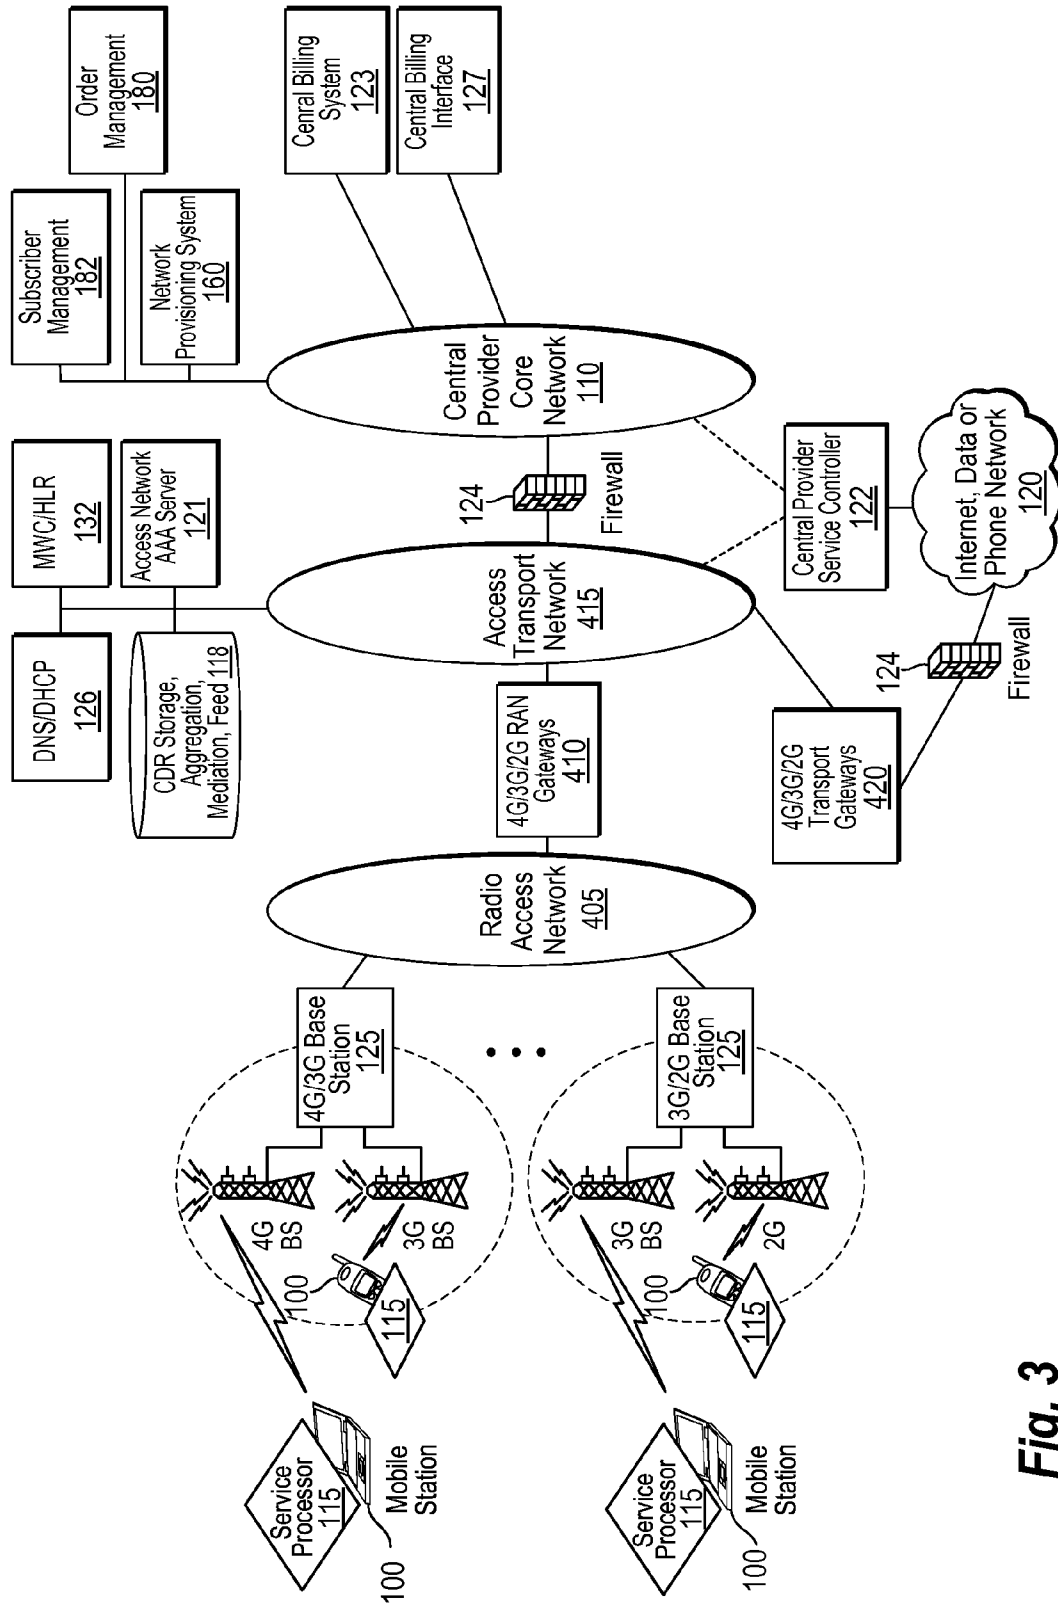 Subscriber
Management
182
Order
Management
180
Network
Provisioning System
160
Cenral Billing
System
123
Central Billing
Interface
127
DNS/DHCP
126
MWC/HLR
132
CDR Storage,
Aggregation,
Mediation, Feed 118
Access Network
AAA Server
121
Central
Provider
Core
Network
110
124
Firewall
Access
Transport
Network
415
4G/3G/2G RAN
Gateways
410
Radio
Access
Network
405
Central Provider
Service Controller
122
Internet, Data or
Phone Network
120
124
Firewall
4G/3G/2G
Transport
Gateways
420
4G/3G Base
Station
125
4G
BS
3G
BS
100
115
Service
Processor
115
100
Mobile
Station
3G/2G Base
Station
125
3G
BS
2G
100
115
Service
Processor
115
100
Mobile
Station
Fig. 3